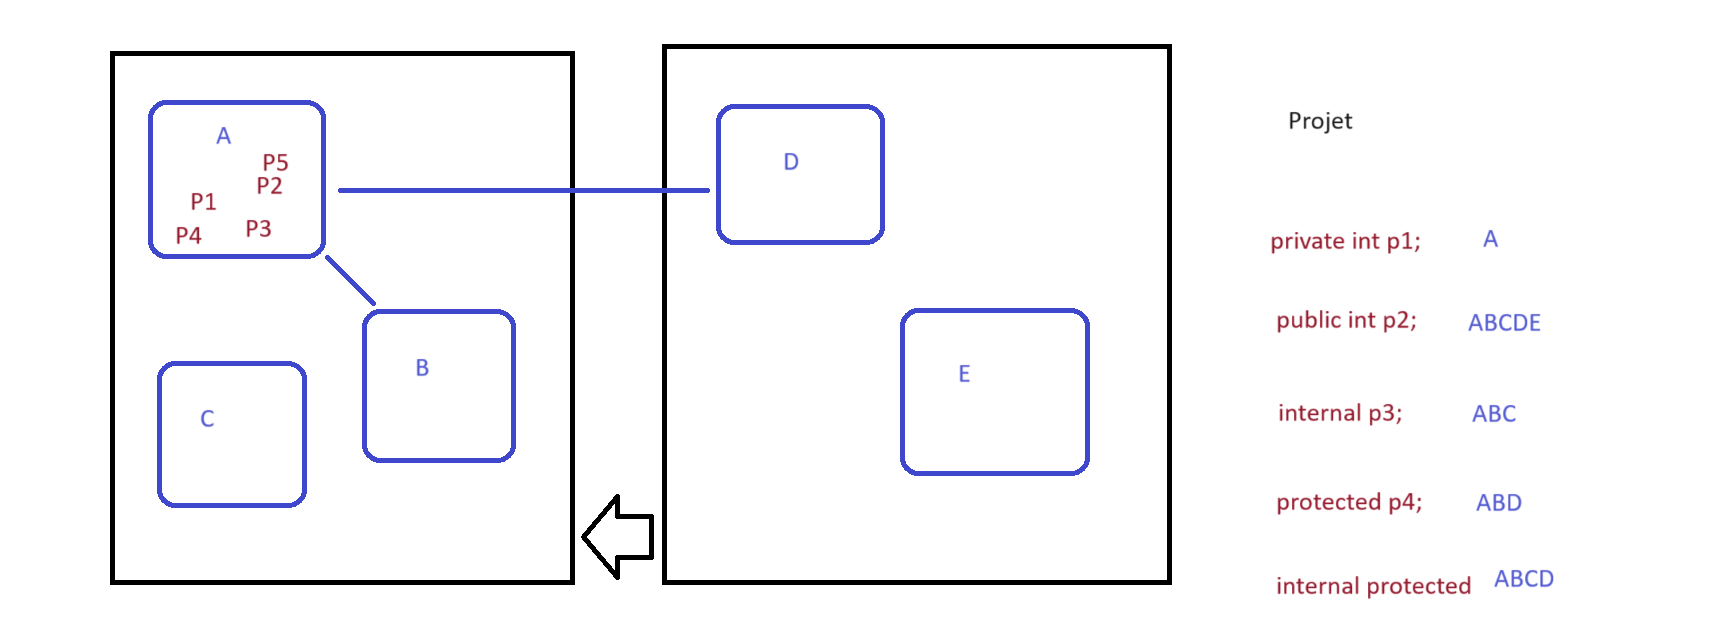 A
P5
P2
P1
P3
P4
B
C
D
E
Projet
private int p1; A
public int p2; ABCDE
internal p3; ABC
protected p4; ABD
internal protected ABCD